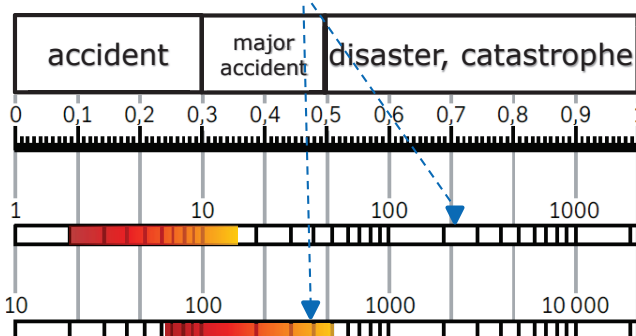 accident
major
accident
disaster, catastrophe
0 0,1 0,2 0,3 0,4 0,5 0,6 0,7 0,8 0,9
1 10 100 1000
10 100 1000 10 000